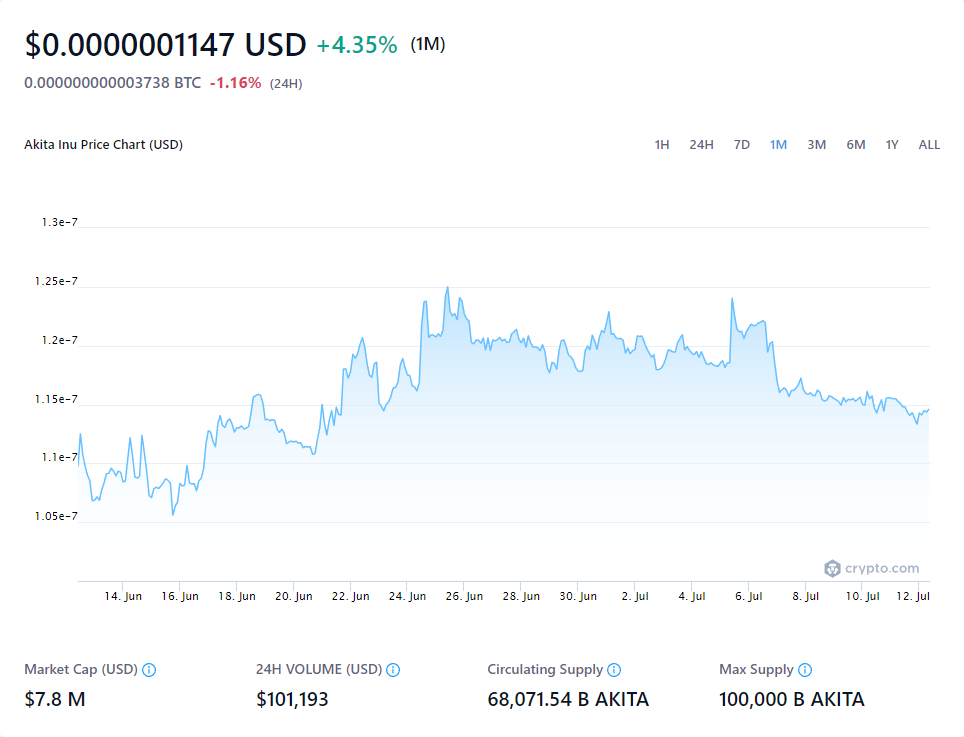 $0.0000001147 USD +4.35% (1M)
0.000000000003738 BTC -1.16% (24H)
Akita Inu Price Chart (USD) 1H 24H 7D 1M 3M 6M 1Y ALL
1.3e-7
1.25e-7
1.2e-7
1.15e-7
1.1e-7
1.05e-7
crypto.com
14. Jun 16. Jun 18. Jun 20. Jun 22. Jun 24. Jun 26. Jun 28. Jun 30. Jun 2. Jul 4. Jul 6. Jul 8. Jul 10. Jul 12. Jul
Market Cap (USD) 24H VOLUME (USD) Circulating Supply Max Supply
$7.8 M $101,193 68,071.54 B AKITA 100,000 B AKITA